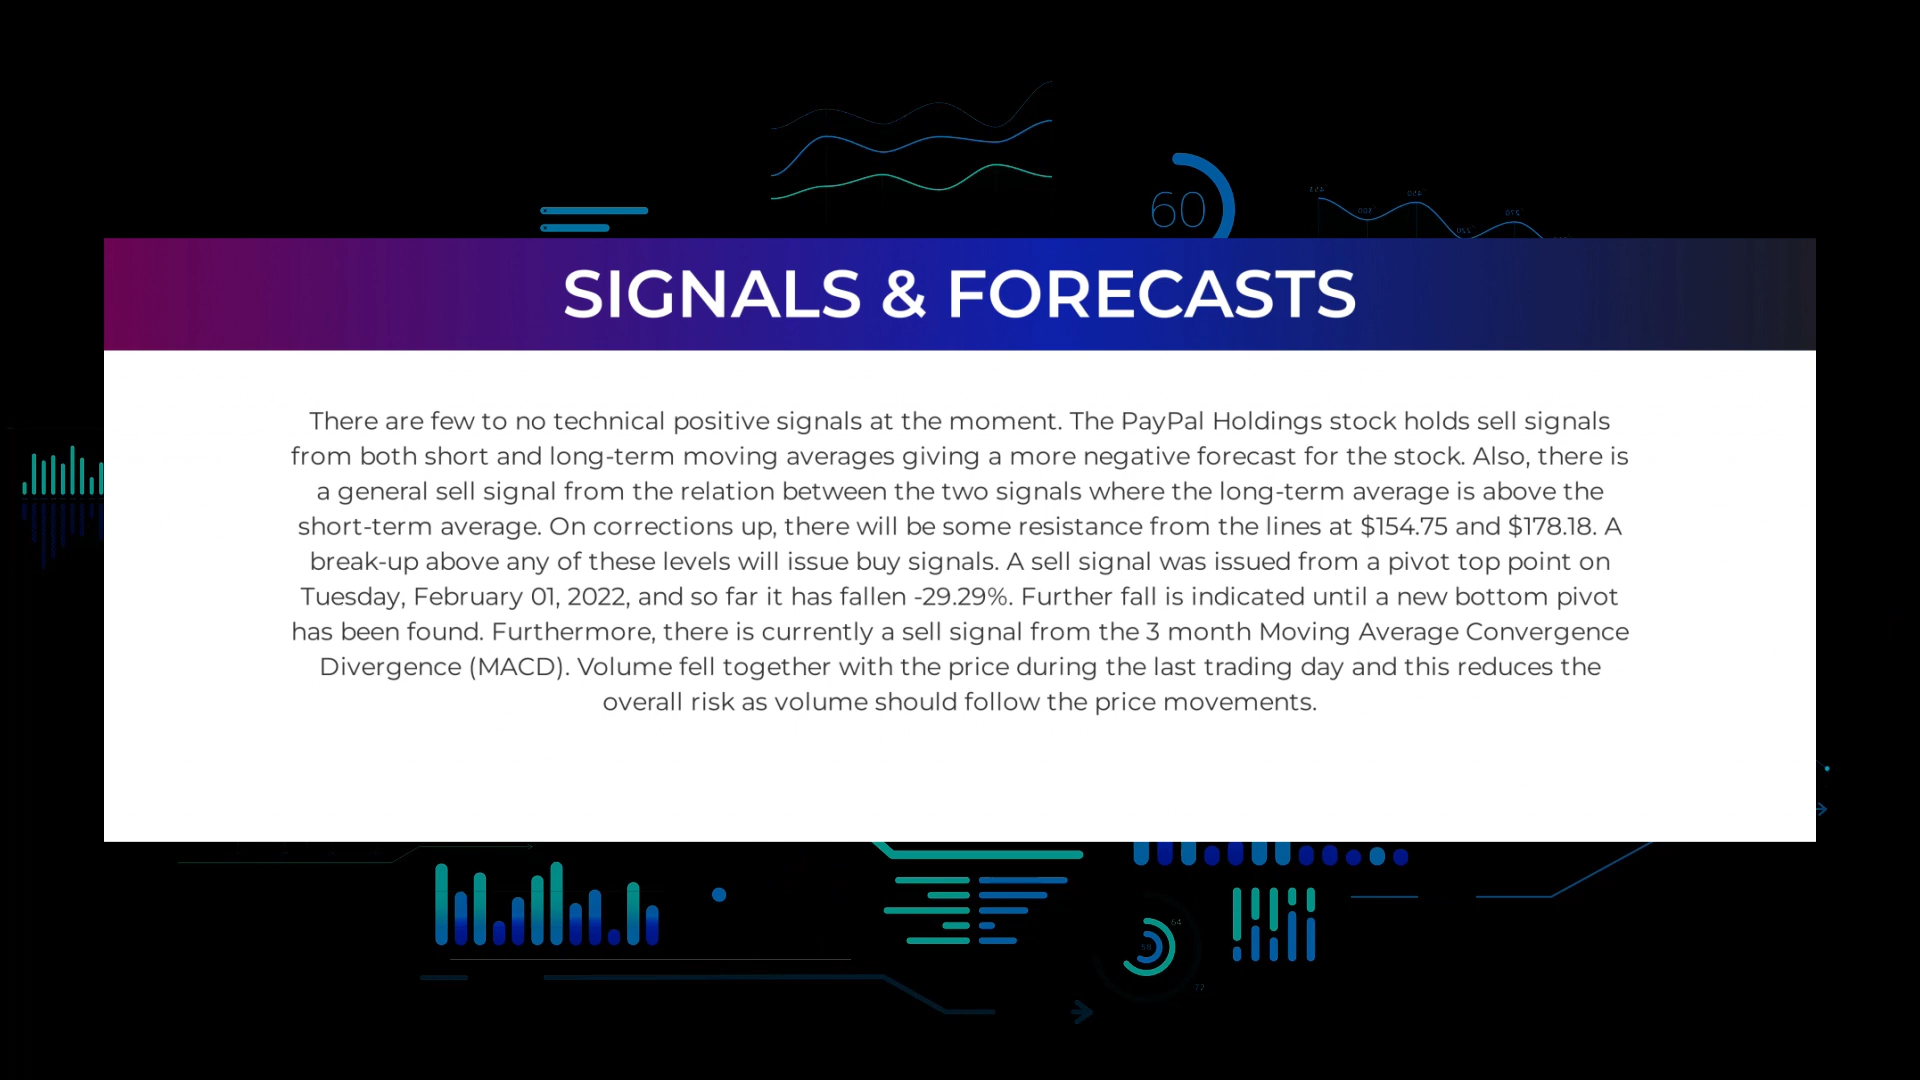 60
SIGNALS & FORECASTS
There are few to no technical positive signals at the moment. The PayPal Holdings stock holds sell signals
from both short and long-term moving averages giving a more negative forecast for the stock. Also, there is
a general sell signal from the relation between the two signals where the long-term average is above the
short-term average. On corrections up, there will be some resistance from the lines at $154.75 and $178.18. A
break-up above any of these levels will issue buy signals. A sell signal was issued from a pivot top point on
Tuesday, February 01, 2022, and so far it has fallen -29.29%. Further fall is indicated until a new bottom pivot
has been found. Furthermore, there is currently a sell signal from the 3 month Moving Average Convergence
Divergence (MACD). Volume fell together with the price during the last trading day and this reduces the
overall risk as volume should follow the price movements.
64
72